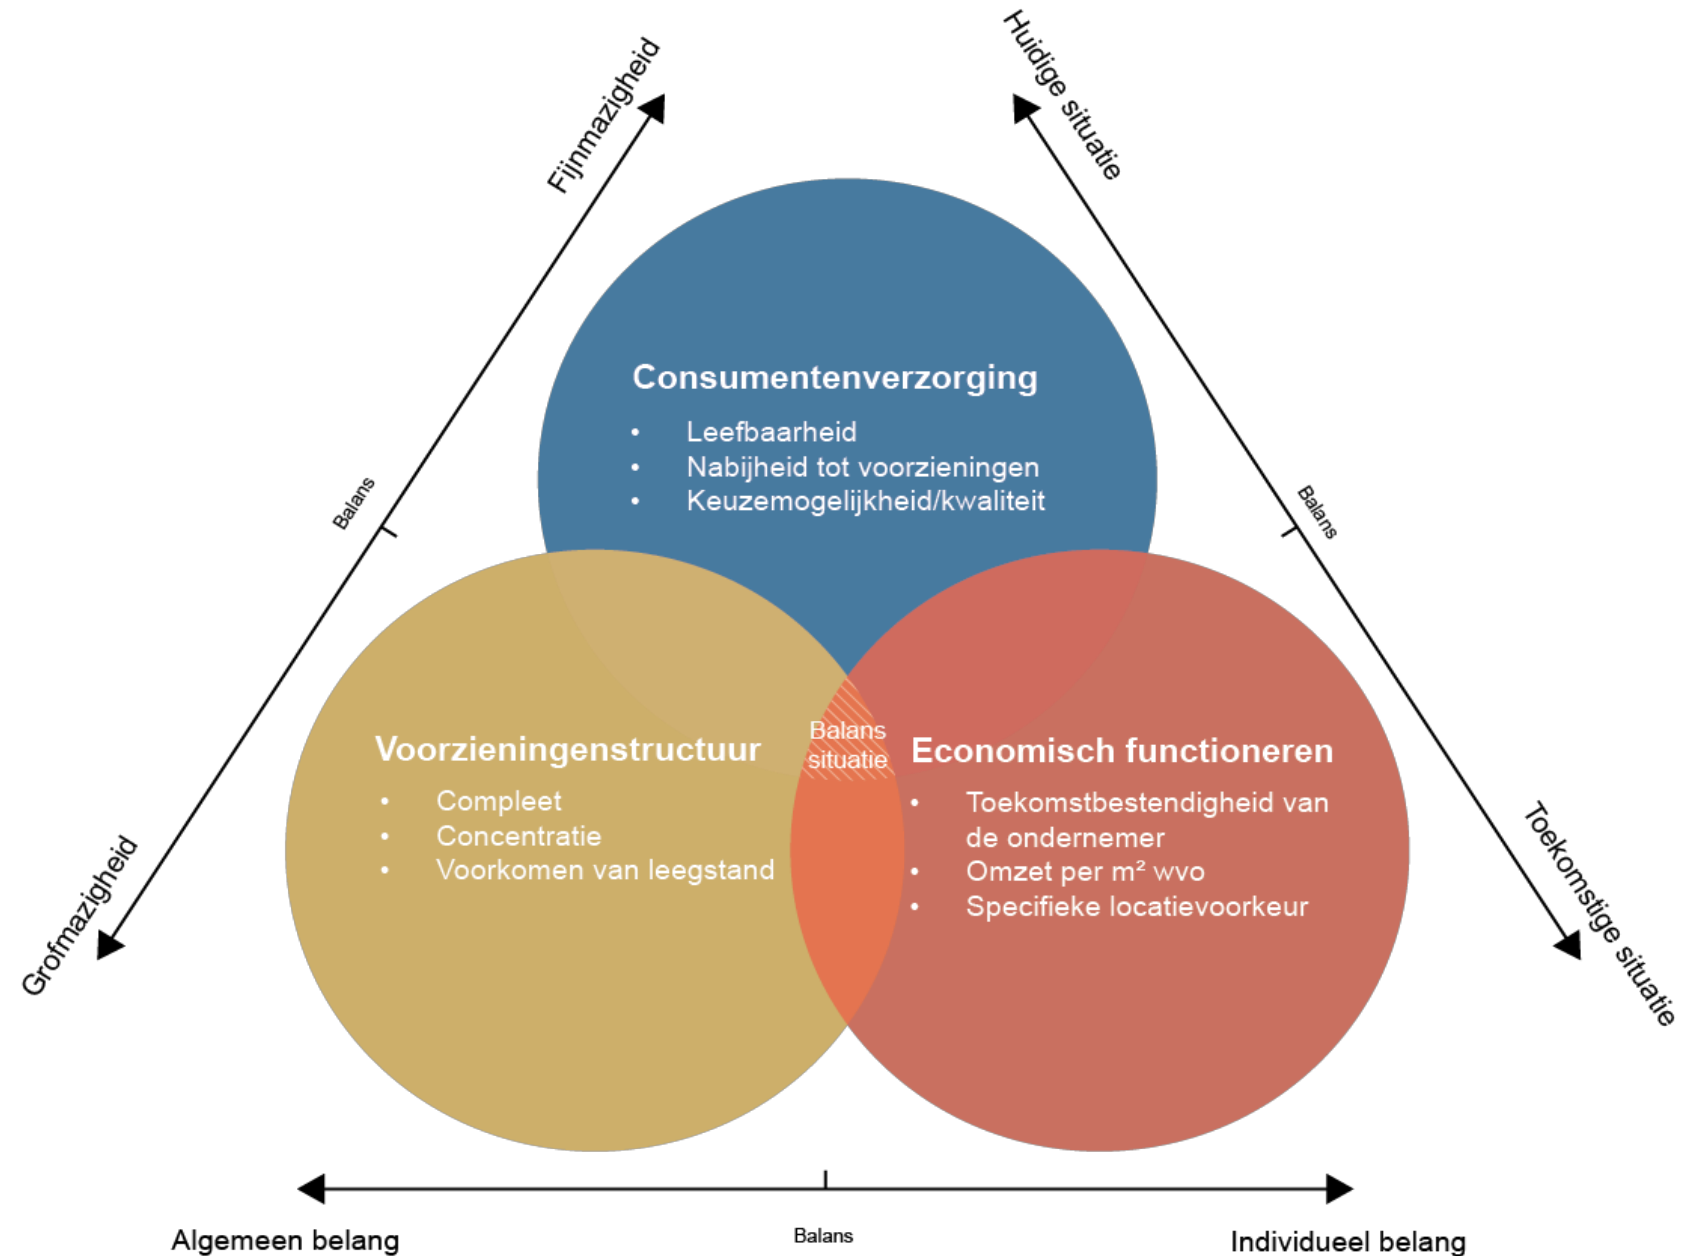 Huidige situatie
Fijnmazigheid
Consumentenverzorging
• Leefbaarheid
• Nabijheid tot voorzieningen
• Keuzemogelijkheid/kwaliteit
Balans
Balans
Balans
situatie
Voorzieningenstructuur
• Compleet
• Concentratie
• Voorkomen van leegstand
Economisch functioneren
• Toekomstbestendigheid van
de ondernemer
• Omzet per m² wvo
• Specifieke locatievoorkeur
Grofmazigheid
Toekomstige situatie
Algemeen belang
Balans
Individueel belang